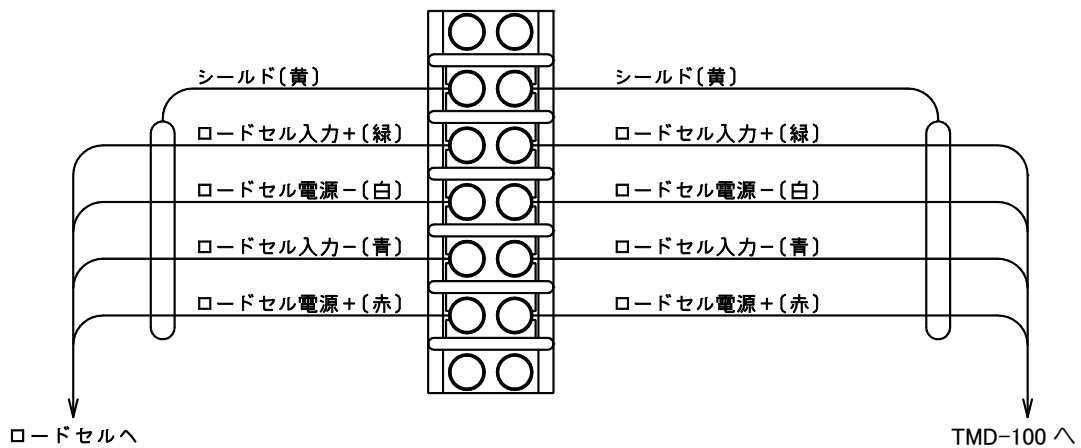 シールド(黄)
シールド(黄)
ロードセル入力+(緑)
ロードセル入力+(緑)
ロードセル電源-(白)
ロードセル電源-(白)
ロードセル入力-(青)
ロードセル入力-(青)
ロードセル電源+(赤)
ロードセル電源+(赤)
ロードセルへ
TMD-100 へ